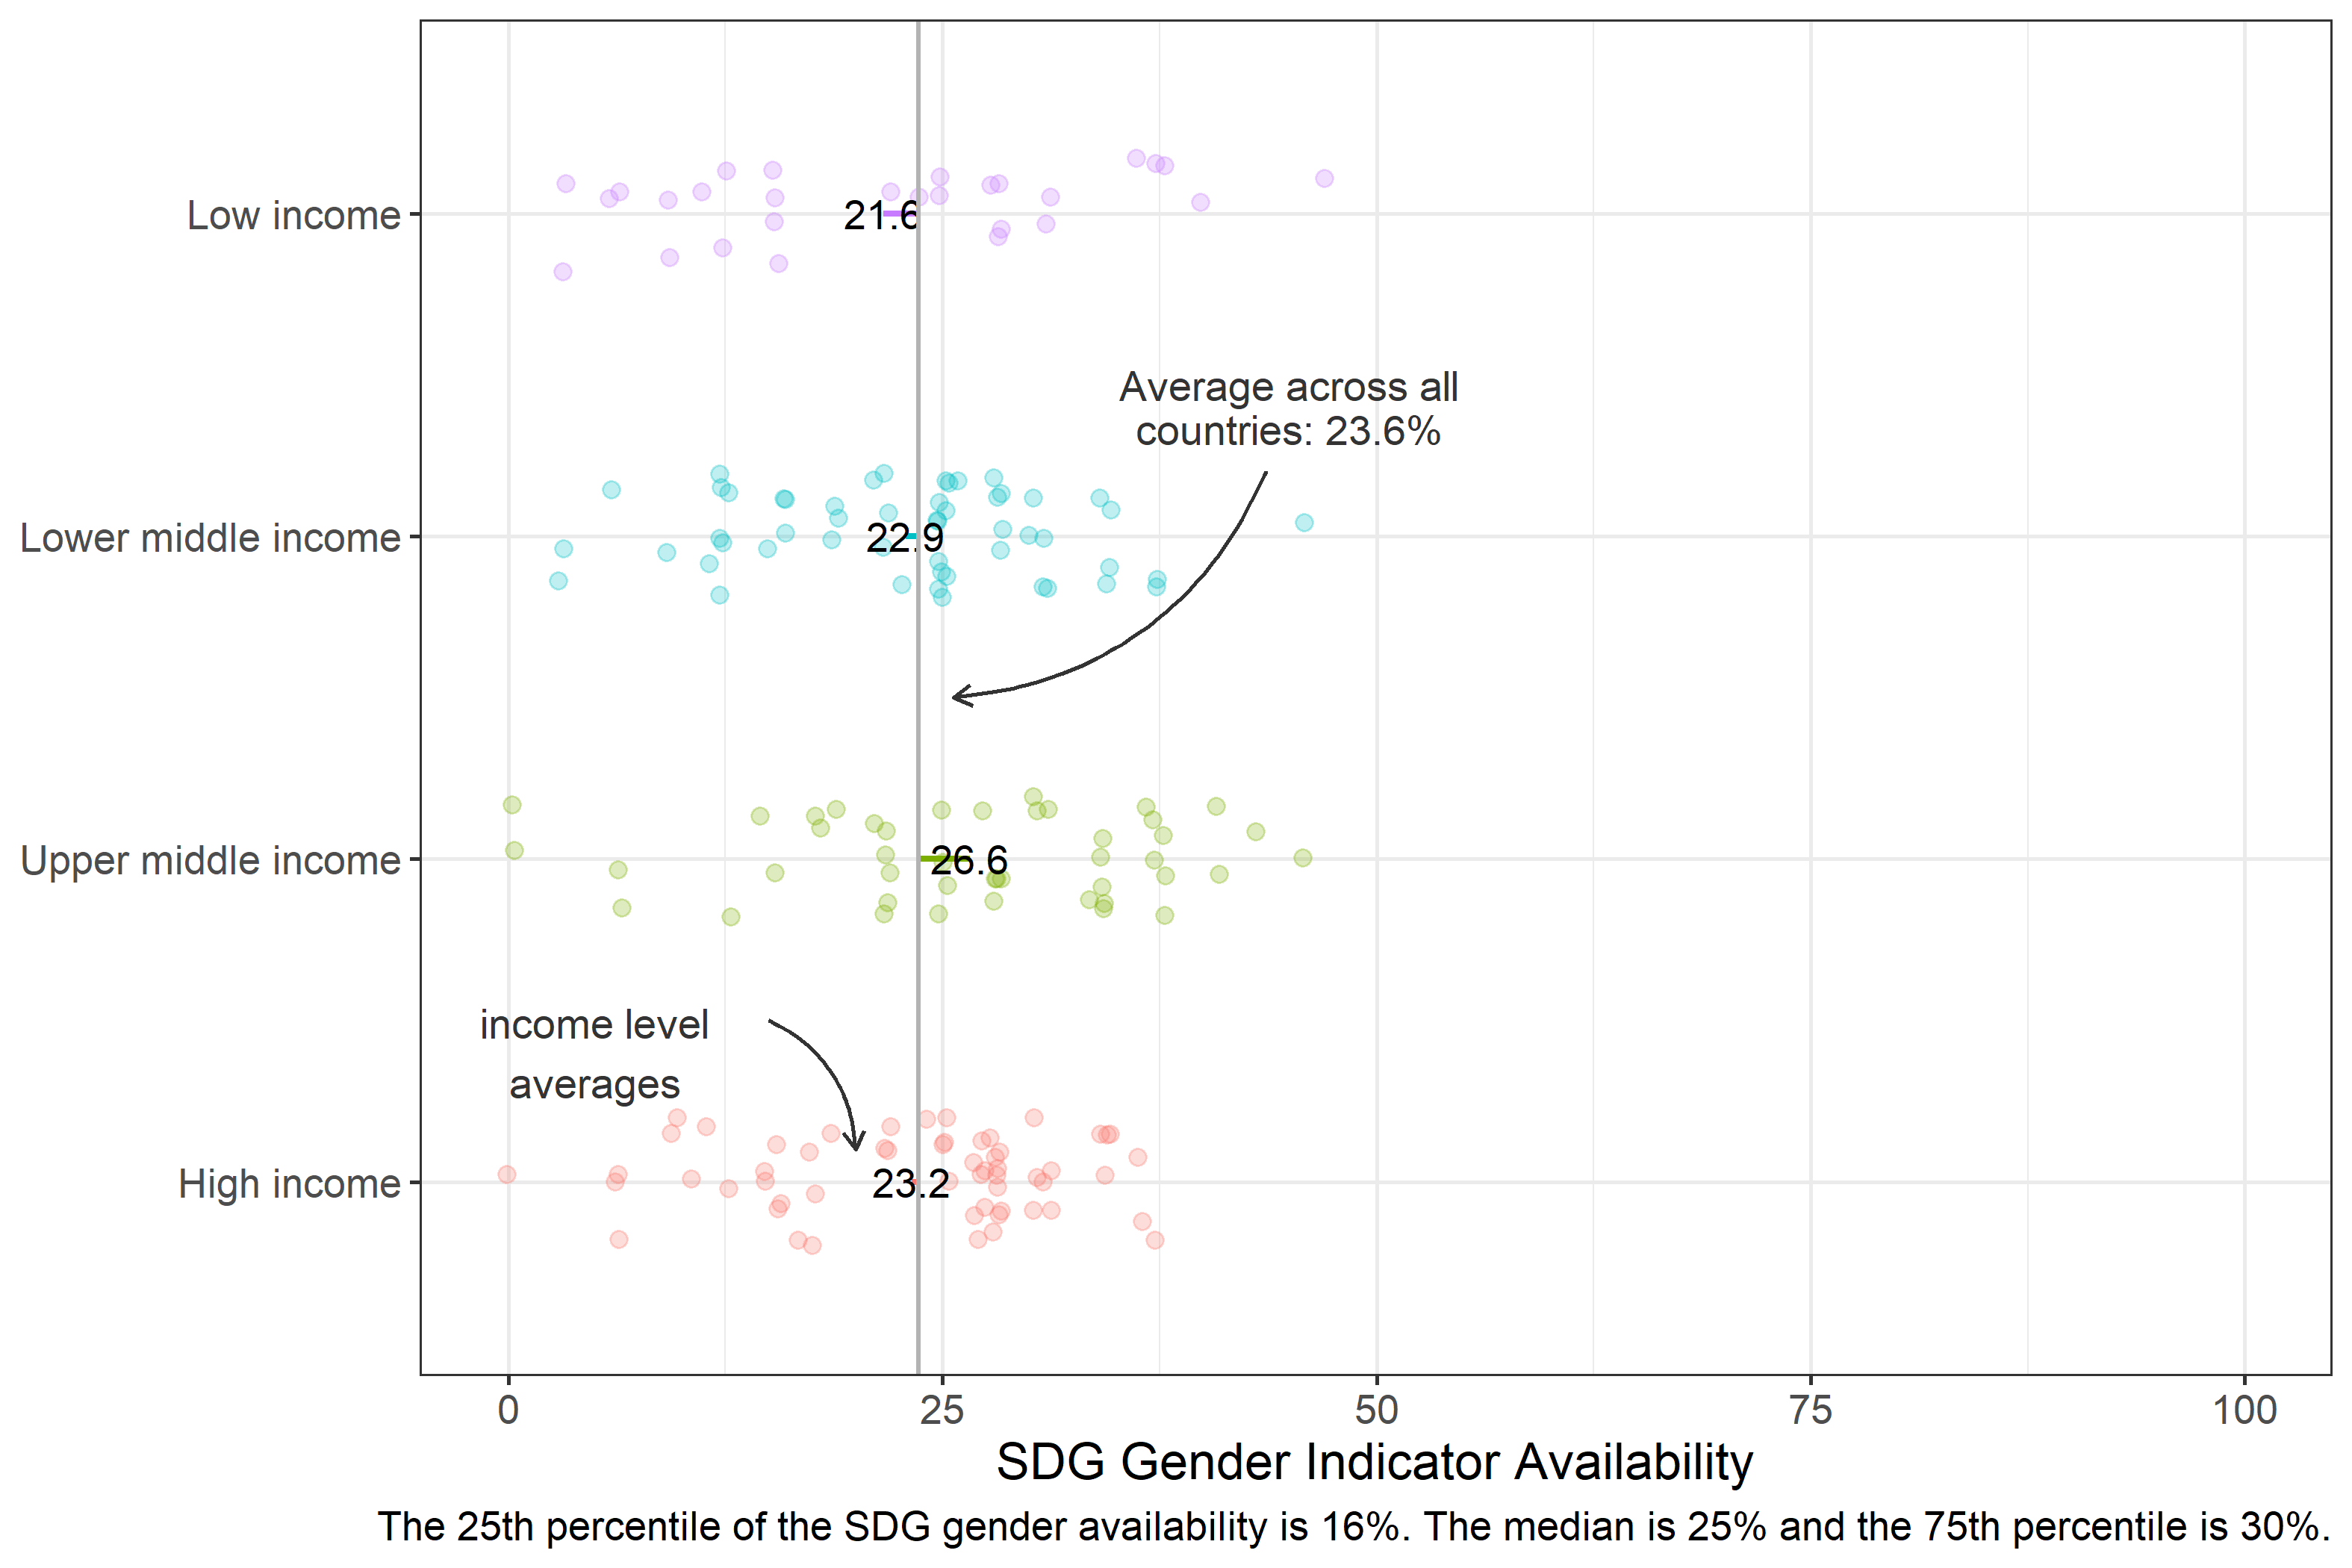 Low income
21.6
Average across all
countries: 23.6%
Lower middle income
22.9
Upper middle income
26.6
income level
averages
High income
23.2
0
25
50
75
100
SDG Gender Indicator Availability
The 25th percentile of the SDG gender availability is 16%. The median is 25% and the 75th percentile is 30%.